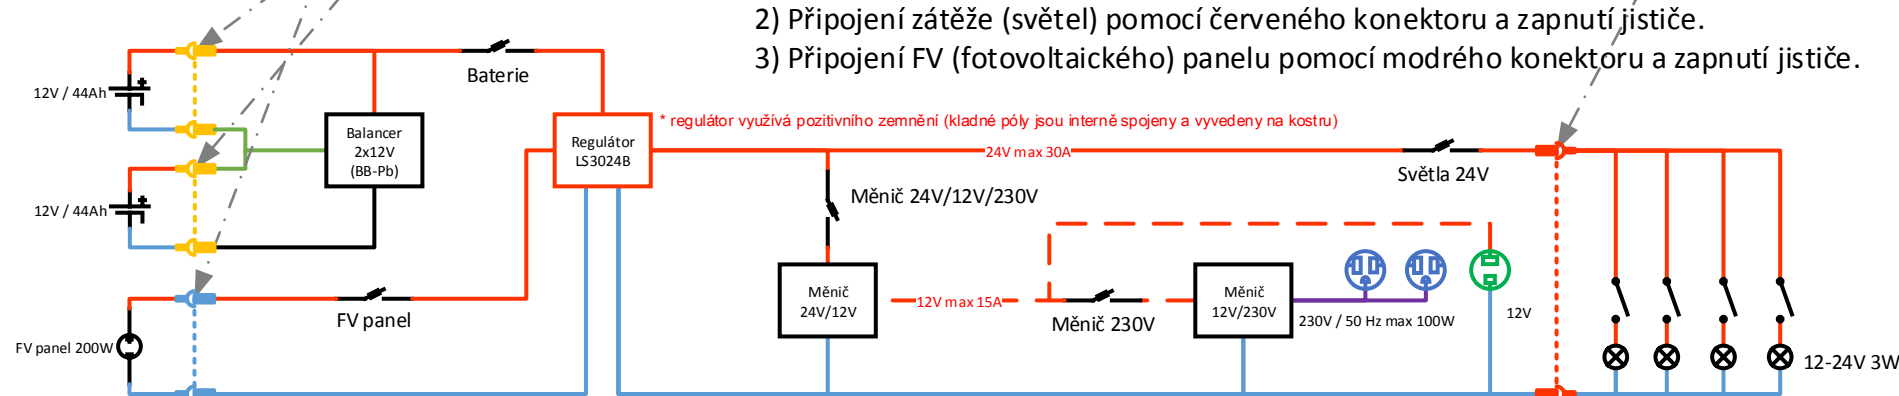 2) Připojení zátěže (světel) pomocí červeného konektoru a zapnutí jističe.
3) Připojení FV (fotovoltaického) panelu pomocí modrého konektoru a zapnutí jističe.
Baterie
12V / 44Ah
* regulátor využívá pozitivního zemnění (kladné póly jsou interně spojeny a vyvedeny na kostru)
Balancer
2x12V
(BB-Pb)
Regulátor
LS3024B
24V max 30A
Světla 24V
Měnič 24V/12V/230V
12V / 44Ah
Měnič
24V/12V
12V max 15A
Měnič 230V
Měnič
12V/230V
230V / 50 Hz max 100W
12V
FV panel
FV panel 200W
12-24V 3W